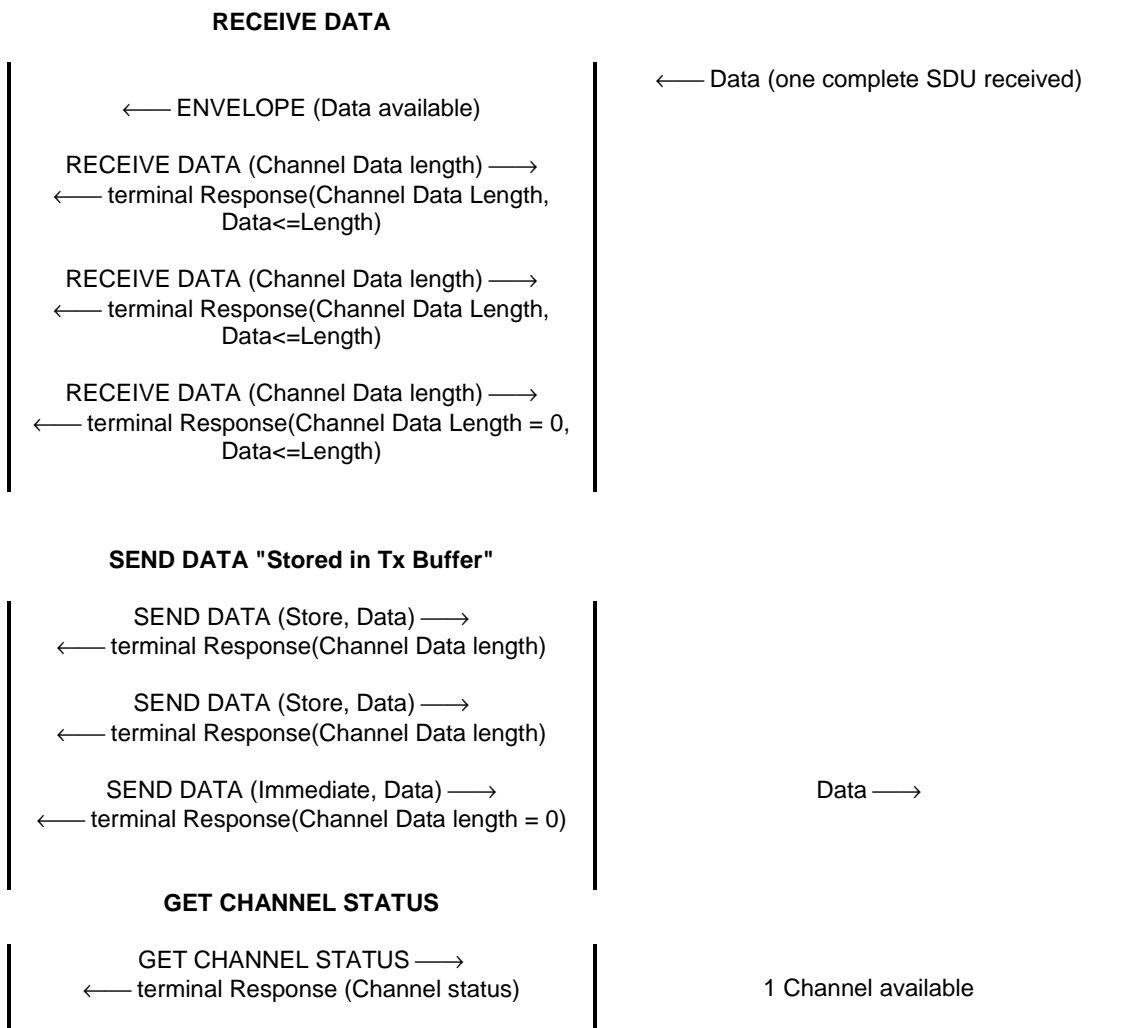 RECEIVE DATA
←── Data (one complete SDU received)
←── ENVELOPE (Data available)
RECEIVE DATA (Channel Data length) ──→
←── terminal Response(Channel Data Length,
Data<=Length)
RECEIVE DATA (Channel Data length) ──→
←── terminal Response(Channel Data Length,
Data<=Length)
RECEIVE DATA (Channel Data length) ──→
←── terminal Response(Channel Data Length = 0,
Data<=Length)
SEND DATA "Stored in Tx Buffer"
SEND DATA (Store, Data) ──→
←── terminal Response(Channel Data length)
SEND DATA (Store, Data) ──→
←── terminal Response(Channel Data length)
SEND DATA (Immediate, Data) ──→
Data ──→
←── terminal Response(Channel Data length = 0)
GET CHANNEL STATUS
GET CHANNEL STATUS ──→
←── terminal Response (Channel status)
1 Channel available